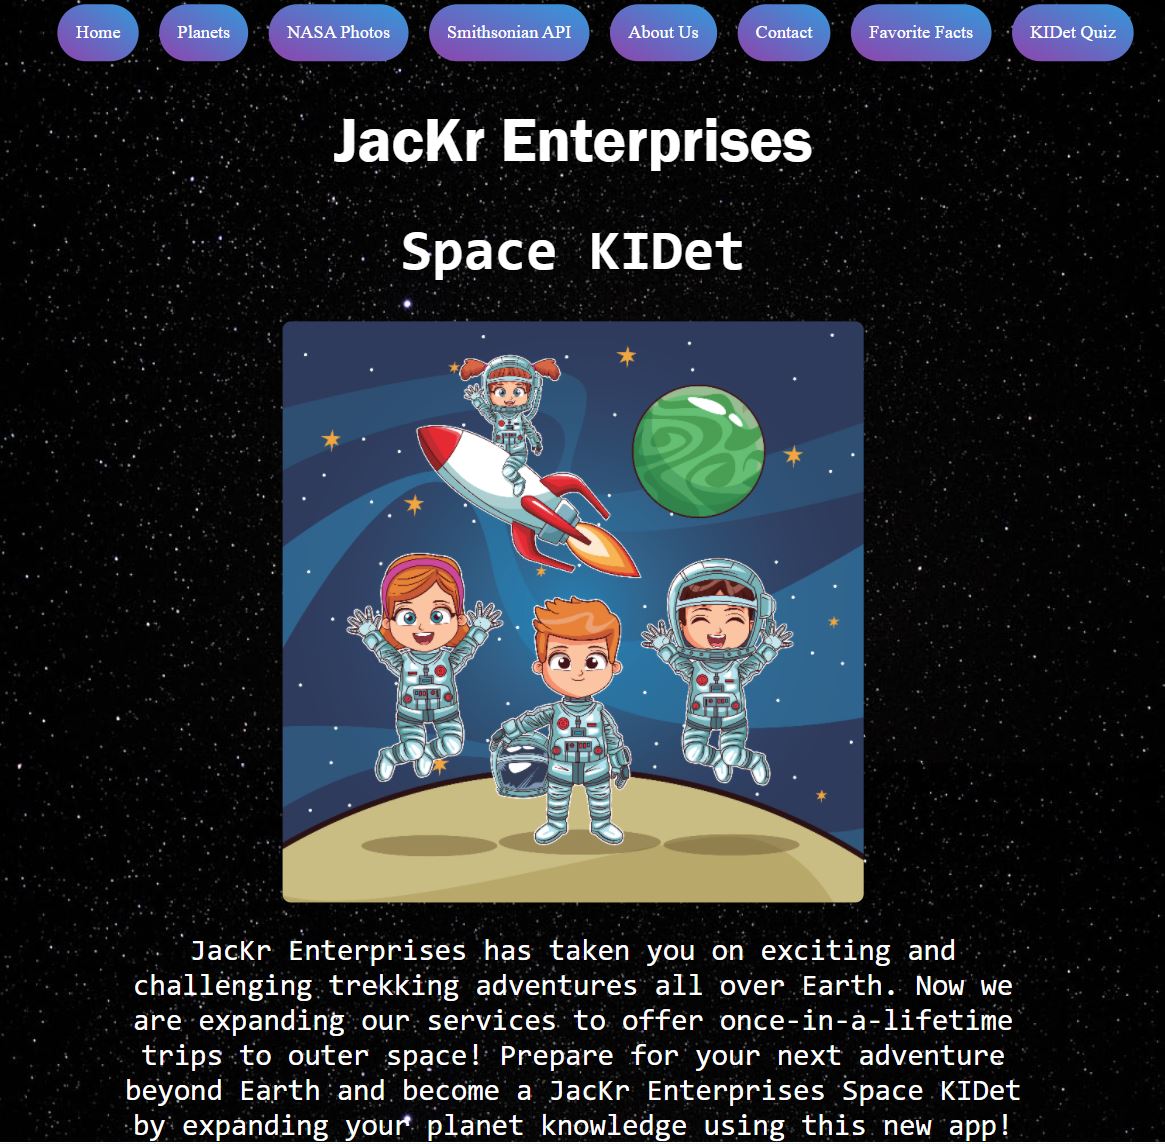 Home Planets NASA Photos Smithsonian API About Us Contact Favorite Facts KIDet Quiz
JacKr Enterprises
Space KIDet
JacKr Enterprises has taken you on exciting and
challenging trekking adventures all over Earth. Now we
are expanding our services to offer once-in-a-lifetime
trips to outer space! Prepare for your next adventure
beyond Earth and become a JacKr Enterprises Space KIDet
by expanding your planet knowledge using this new app!